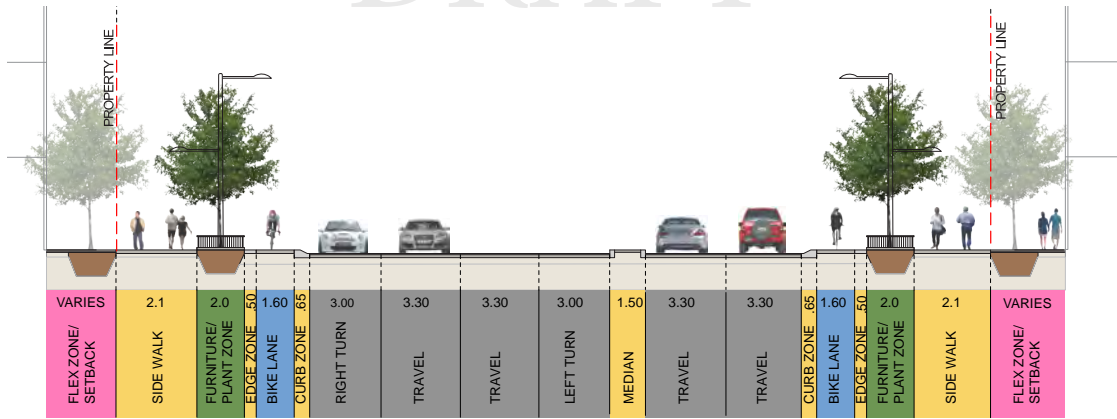 DRAFT
PROPERTY LINE
PROPERTY LINE
VARIES
2.1
2.0
.50
1.60
.65
3.00
3.30
3.30
3.00
1.50
3.30
3.30
.65
1.60
.50
2.0
2.1
VARIES
FLEX ZONE/
SETBACK
SIDE WALK
FURNITURE/
PLANT ZONE
EDGE ZONE
BIKE LANE
CURB ZONE
RIGHT TURN
TRAVEL
TRAVEL
LEFT TURN
MEDIAN
TRAVEL
TRAVEL
CURB ZONE
BIKE LANE
EDGE ZONE
FURNITURE/
PLANT ZONE
SIDE WALK
FLEX ZONE/
SETBACK